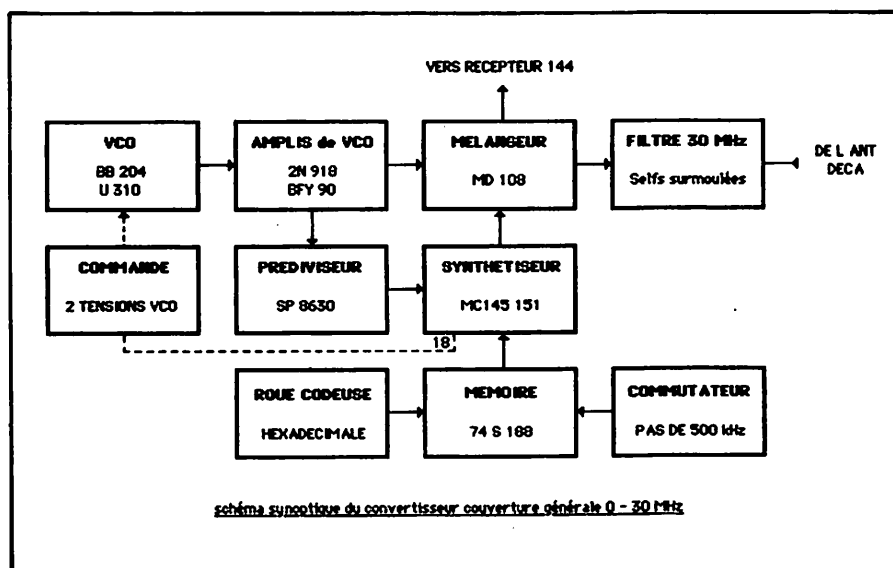 VERS RECEPTEUR 144
VCO
BB 204
U 310
AMPLIS de VCO
2N 918
BFY 90
MELANGEUR
MD 108
FILTRE 30 MHz
Selfs surmoulées
DE L ANT
DECA
COMMANDE
2 TENSIONS VCO
PREDIVISEUR
SP 8630
SYNTHETISEUR
MC145 151
18
ROUE CODEUSE
HEXADECIMALE
MEMOIRE
74 S 188
COMMUTATEUR
PAS DE 500 kHz
schéma synoptique du convertisseur couverture générale 0 - 30 MHz